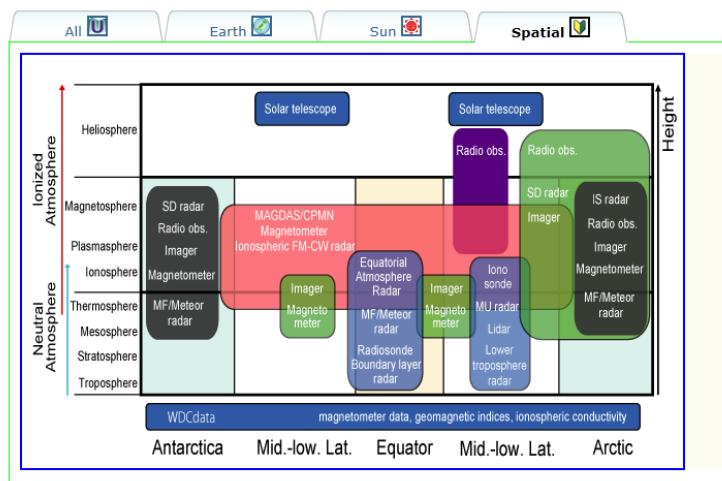 All
Earth
Sun
Spatial
Solar telescope
Solar telescope
Heliosphere
Radio obs.
Radio obs.
Ionized
Atmosphere
Height
Magnetosphere
SD radar
Radio obs.
Imager
Magnetometer
MF/Meteor
radar
MAGDAS/CPMN
Magnetometer
Ionospheric FM-CW radar
SD radar
Imager
IS radar
Radio obs.
Imager
Magnetometer
MF/Meteor
radar
Plasmasphere
Ionosphere
Equatorial
Atmosphere
Radar
MF/Meteor
radar
Radiosonde
Boundary layer
radar
Imager
Magneto
meter
Imager
Magneto
meter
Iono
sonde
MU radar
Lidar
Lower
troposphere
radar
Neutral
Atmosphere
Thermosphere
Mesosphere
Stratosphere
Troposphere
WDCdata
magnetometer data, geomagnetic indices, ionospheric conductivity
Antarctica
Mid.-low. Lat.
Equator
Mid.-low. Lat.
Arctic